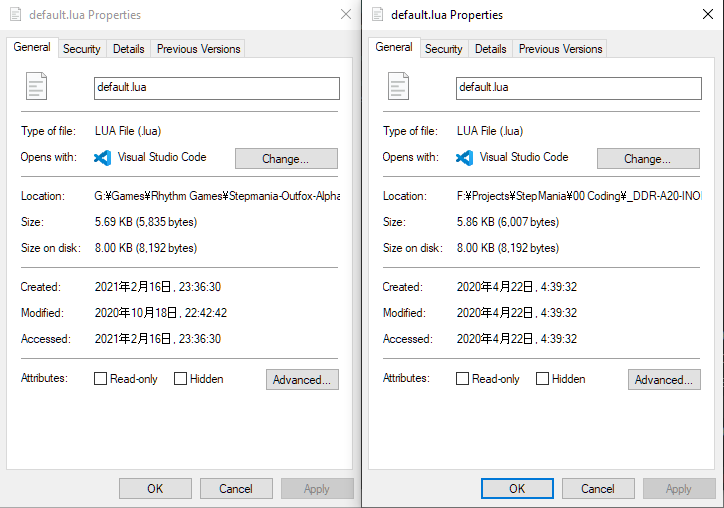 default.lua Properties
General Security Details Previous Versions
default.lua
Type of file: LUA File (.lua)
Opens with: Visual Studio Code Change...
Location: G:¥Games¥Rhythm Games¥Stepmania-Outfox-Alpha
Size: 5.69 KB (5,835 bytes)
Size on disk: 8.00 KB (8,192 bytes)
Created: 2021年2月16日, 23:36:30
Modified: 2020年10月18日, 22:42:42
Accessed: 2021年2月16日, 23:36:30
Attributes: Read-only Hidden Advanced...
OK Cancel Apply
default.lua Properties
General Security Details Previous Versions
default.lua
Type of file: LUA File (.lua)
Opens with: Visual Studio Code Change...
Location: F:¥Projects¥StepMania¥00 Coding¥_DDR-A20-INO
Size: 5.86 KB (6,007 bytes)
Size on disk: 8.00 KB (8,192 bytes)
Created: 2020年4月22日, 4:39:32
Modified: 2020年4月22日, 4:39:32
Accessed: 2020年4月22日, 4:39:32
Attributes: Read-only Hidden Advanced...
OK Cancel Apply